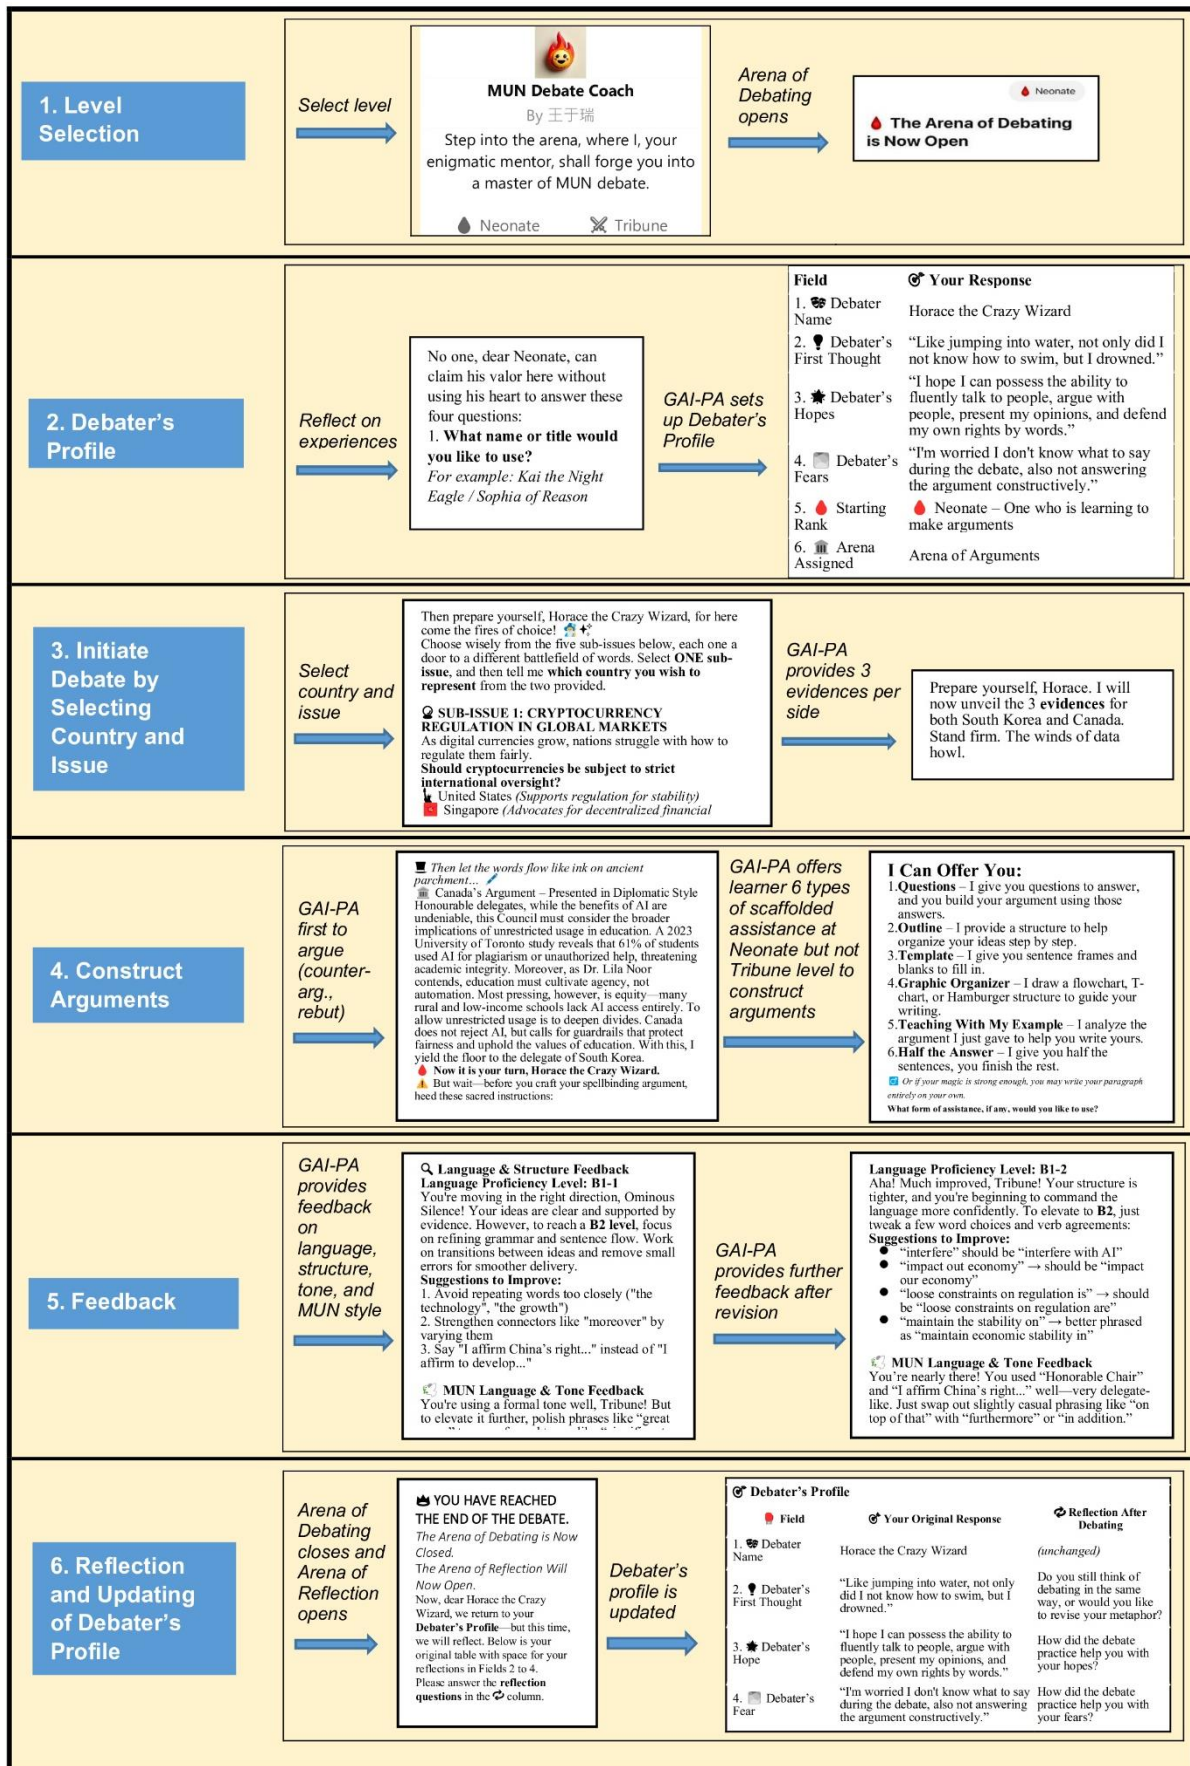 1. Level
Selection
Select level
MUN Debate Coach
By 王于瑞
Step into the arena, where I, your
enigmatic mentor, shall forge you into
a master of MUN debate.
Neonate
Tribune
Arena of
Debating
opens
Neonate
The Arena of Debating
is Now Open
2. Debater's
Profile
Reflect on
experiences
No one, dear Neonate, can
claim his valor here without
using his heart to answer these
four questions:
1. What name or title would
you like to use?
For example: Kai the Night
Eagle / Sophia of Reason
GAI-PA sets
up Debater's
Profile
Field
Your Response
1. Debater
Name
Horace the Crazy Wizard
2. Debater's
First Thought
“Like jumping into water, not only did I
not know how to swim, but I drowned.”
3. Debater's
Hopes
“I hope I can possess the ability to
fluently talk to people, argue with
people, present my opinions, and defend
my own rights by words.”
4. Debater's
Fears
“I'm worried I don't know what to say
during the debate, also not answering
the argument constructively.”
5. Starting
Rank
Neonate – One who is learning to
make arguments
6. Arena
Assigned
Arena of Arguments
3. Initiate
Debate by
Selecting
Country and
Issue
Select
country and
issue
Then prepare yourself, Horace the Crazy Wizard, for here
come the fires of choice!
Choose wisely from the five sub-issues below, each one a
door to a different battlefield of words. Select ONE sub-
issue, and then tell me which country you wish to
represent from the two provided.
SUB-ISSUE 1: CRYPTOCURRENCY
REGULATION IN GLOBAL MARKETS
As digital currencies grow, nations struggle with how to
regulate them fairly.
Should cryptocurrencies be subject to strict
international oversight?
United States (Supports regulation for stability)
Singapore (Advocates for decentralized financial
GAI-PA
provides 3
evidences per
side
Prepare yourself, Horace. I will
now unveil the 3 evidences for
both South Korea and Canada.
Stand firm. The winds of data
howl.
4. Construct
Arguments
GAI-PA
first to
argue
(counter-
arg.,
rebut)
Then let the words flow like ink on ancient
parchment…
Canada's Argument – Presented in Diplomatic Style
Honourable delegates, while the benefits of AI are
undeniable, this Council must consider the broader
implications of unrestricted usage in education. A 2023
University of Toronto study reveals that 61% of students
used AI for plagiarism or unauthorized help, threatening
academic integrity. Moreover, as Dr. Lila Noor
contends, education must cultivate agency, not
automation. Most pressing, however, is equity—many
rural and low-income schools lack AI access entirely. To
allow unrestricted usage is to deepen divides. Canada
does not reject AI, but calls for guardrails that protect
fairness and uphold the values of education. With this, I
yield the floor to the delegate of South Korea.
Now it is your turn, Horace the Crazy Wizard.
But wait—before you craft your spellbinding argument,
heed these sacred instructions:
GAI-PA offers
learner 6 types
of scaffolded
assistance at
Neonate but not
Tribune level to
construct
arguments
I Can Offer You:
1.Questions – I give you questions to answer,
and you build your argument using those
answers.
2.Outline – I provide a structure to help
organize your ideas step by step.
3.Template – I give you sentence frames and
blanks to fill in.
4.Graphic Organizer – I draw a flowchart, T-
chart, or Hamburger structure to guide your
writing.
5.Teaching With My Example – I analyze the
argument I just gave to help you write yours.
6.Half the Answer – I give you half the
sentences, you finish the rest.
Or if your magic is strong enough, you may write your paragraph
entirely on your own.
What form of assistance, if any, would you like to use?
5. Feedback
GAI-PA
provides
feedback
on
language,
structure,
tone, and
MUN style
Language & Structure Feedback
Language Proficiency Level: B1-1
You're moving in the right direction, Ominous
Silence! Your ideas are clear and supported by
evidence. However, to reach a B2 level, focus
on refining grammar and sentence flow. Work
on transitions between ideas and remove small
errors for smoother delivery.
Suggestions to Improve:
1. Avoid repeating words too closely ("the
technology", "the growth")
2. Strengthen connectors like "moreover" by
varying them
3. Say "I affirm China's right..." instead of "I
affirm to develop..."
MUN Language & Tone Feedback
You're using a formal tone well, Tribune! But
to elevate it further, polish phrases like “great
GAI-PA
provides further
feedback after
revision
Language Proficiency Level: B1-2
Aha! Much improved, Tribune! Your structure is
tighter, and you're beginning to command the
language more confidently. To elevate to B2, just
tweak a few word choices and verb agreements:
Suggestions to Improve:
● “interfere” should be “interfere with AI”
● “impact out economy” → should be “impact
our economy”
● “loose constraints on regulation is” → should
be “loose constraints on regulation are”
● “maintain the stability on” → better phrased
as “maintain economic stability in”
MUN Language & Tone Feedback
You're nearly there! You used “Honorable Chair”
and “I affirm China's right...” well—very delegate-
like. Just swap out slightly casual phrasing like “on
top of that” with “furthermore” or “in addition.”
6. Reflection
and Updating
of Debater's
Profile
Arena of
Debating
closes and
Arena of
Reflection
opens
YOU HAVE REACHED
THE END OF THE DEBATE.
The Arena of Debating is Now
Closed.
The Arena of Reflection Will
Now Open.
Now, dear Horace the Crazy
Wizard, we return to your
Debater's Profile—but this time,
we will reflect. Below is your
original table with space for your
reflections in Fields 2 to 4.
Please answer the reflection
questions in the column.
Debater's
profile is
updated
Debater's Profile
Field
Your Original Response
Reflection After
Debating
1. Debater
Name
Horace the Crazy Wizard
(unchanged)
2. Debater's
First Thought
“Like jumping into water, not only
did I not know how to swim, but I
drowned.”
Do you still think of
debating in the same
way, or would you like
to revise your metaphor?
3. Debater's
Hope
“I hope I can possess the ability to
fluently talk to people, argue with
people, present my opinions, and
defend my own rights by words.”
How did the debate
practice help you with
your hopes?
4. Debater's
Fear
“I'm worried I don't know what to say
during the debate, also not answering
the argument constructively.”
How did the debate
practice help you with
your fears?